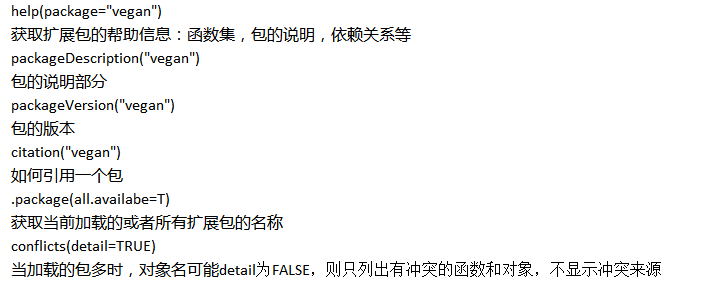 help(package="vegan")
获取扩展包的帮助信息：函数集，包的说明，依赖关系等
packageDescription("vegan")
包的说明部分
packageVersion("vegan")
包的版本
citation("vegan")
如何引用一个包
.package(all.availabe=T)
获取当前加载的或者所有扩展包的名称
conflicts(detail=TRUE)
当加载的包多时，对象名可能detail为FALSE，则只列出有冲突的函数和对象，不显示冲突来源